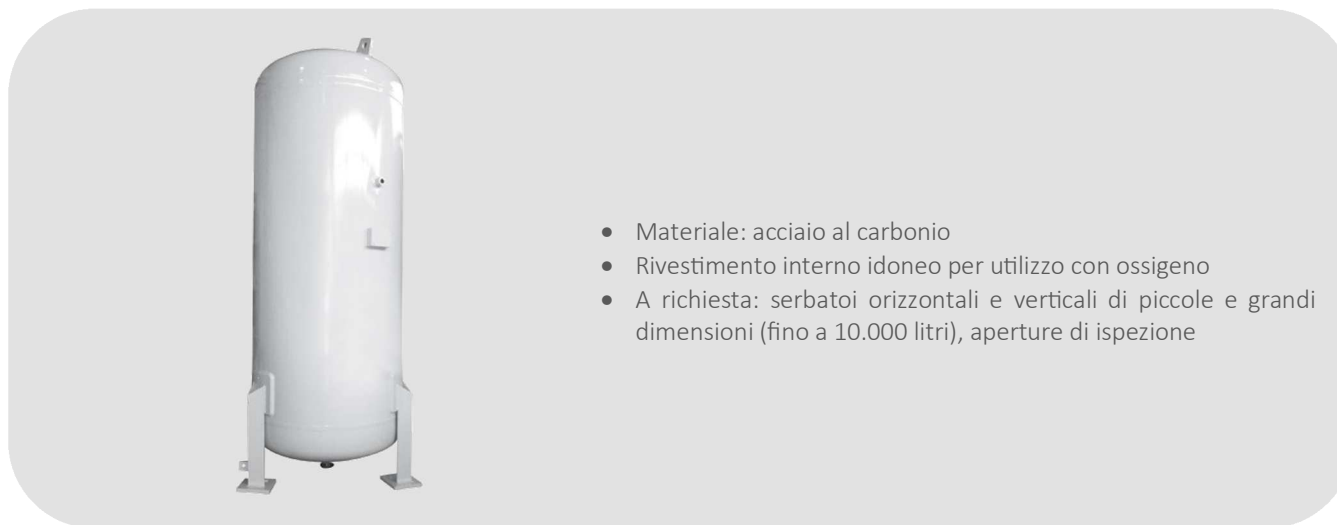 • Materiale: acciaio al carbonio
• Rivestimento interno idoneo per utilizzo con ossigeno
• A richiesta: serbatoi orizzontali e verticali di piccole e grandi
dimensioni (fino a 10.000 litri), aperture di ispezione